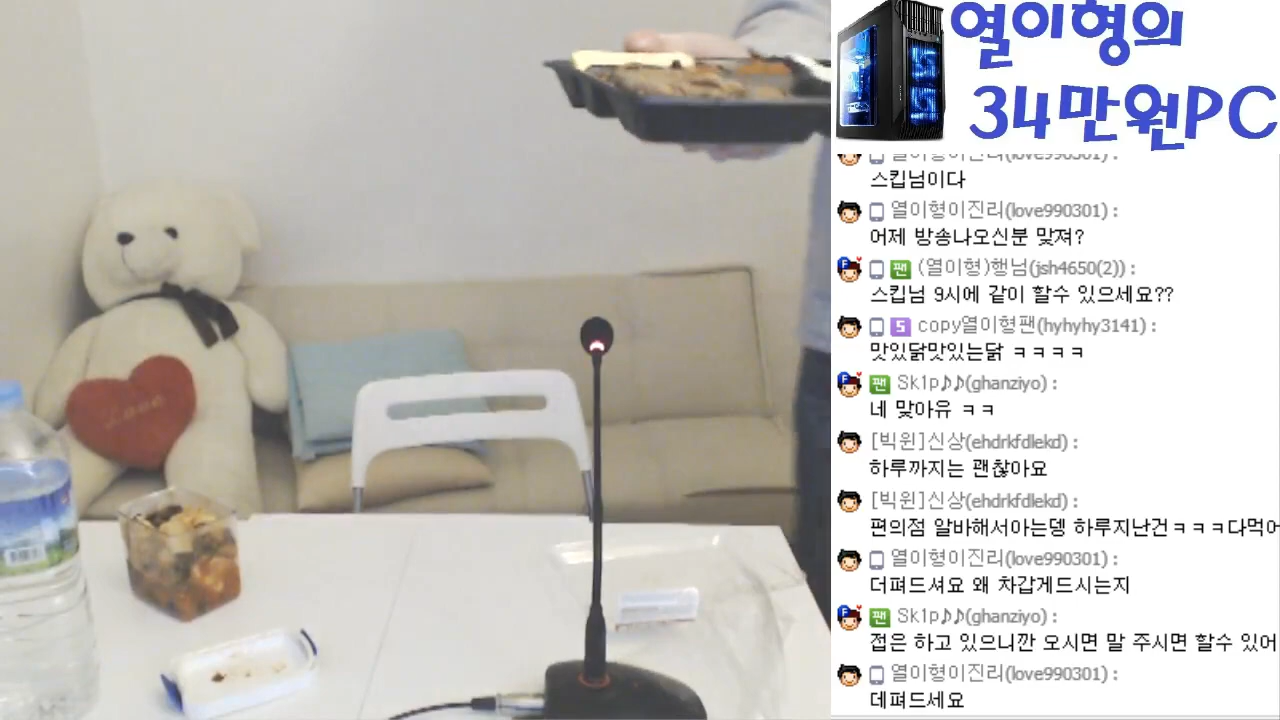 열이형의
34만원PC
열이형이진리(love990301) :
스킵님이다
열이형이진리(love990301) :
어제 방송나오신분 맞져?
팬 (열이형)행님(jsh4650(2)) :
스킵님 9시에 같이 할수 있으세요??
5 copy열이형팬(hyhyhy3141) :
맛있닭맛있는닭 ㅋㅋㅋㅋ
팬 Sk1p♪♪(ghanziyo) :
네 맞아유 ㅋㅋ
[빅윈]신상(ehdrkfdlekd) :
하루까지는 괜찮아요
[빅윈]신상(ehdrkfdlekd) :
편의점 알바해서아는뎅 하루지난건ㅋㅋㅋ다먹어
열이형이진리(love990301) :
더펴드셔요 왜 차갑게드시는지
팬 Sk1p♪♪(ghanziyo) :
접은 하고 있으니깐 오시면 말 주시면 할수 있어
열이형이진리(love990301) :
데펴드세요